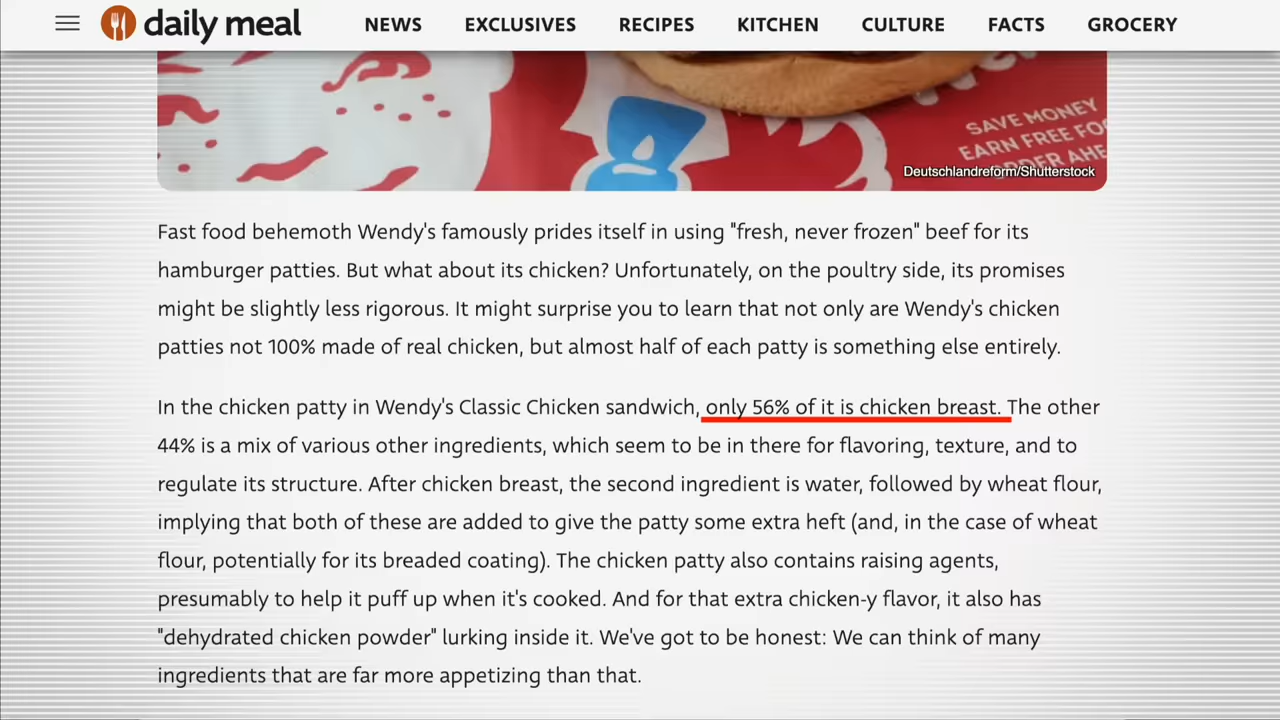 daily meal
NEWS
EXCLUSIVES
RECIPES
KITCHEN
CULTURE
FACTS
GROCERY
SAVE MONEY
EARN FREE
Deutschlandreform/Shutterstock
Fast food behemoth Wendy's famously prides itself in using "fresh, never frozen" beef for its
hamburger patties. But what about its chicken? Unfortunately, on the poultry side, its promises
might be slightly less rigorous. It might surprise you to learn that not only are Wendy's chicken
patties not 100% made of real chicken, but almost half of each patty is something else entirely.
In the chicken patty in Wendy's Classic Chicken sandwich, only 56% of it is chicken breast. The other
44% is a mix of various other ingredients, which seem to be in there for flavoring, texture, and to
regulate its structure. After chicken breast, the second ingredient is water, followed by wheat flour,
implying that both of these are added to give the patty some extra heft (and, in the case of wheat
flour, potentially for its breaded coating). The chicken patty also contains raising agents,
presumably to help it puff up when it's cooked. And for that extra chicken-y flavor, it also has
"dehydrated chicken powder" lurking inside it. We've got to be honest: We can think of many
ingredients that are far more appetizing than that.